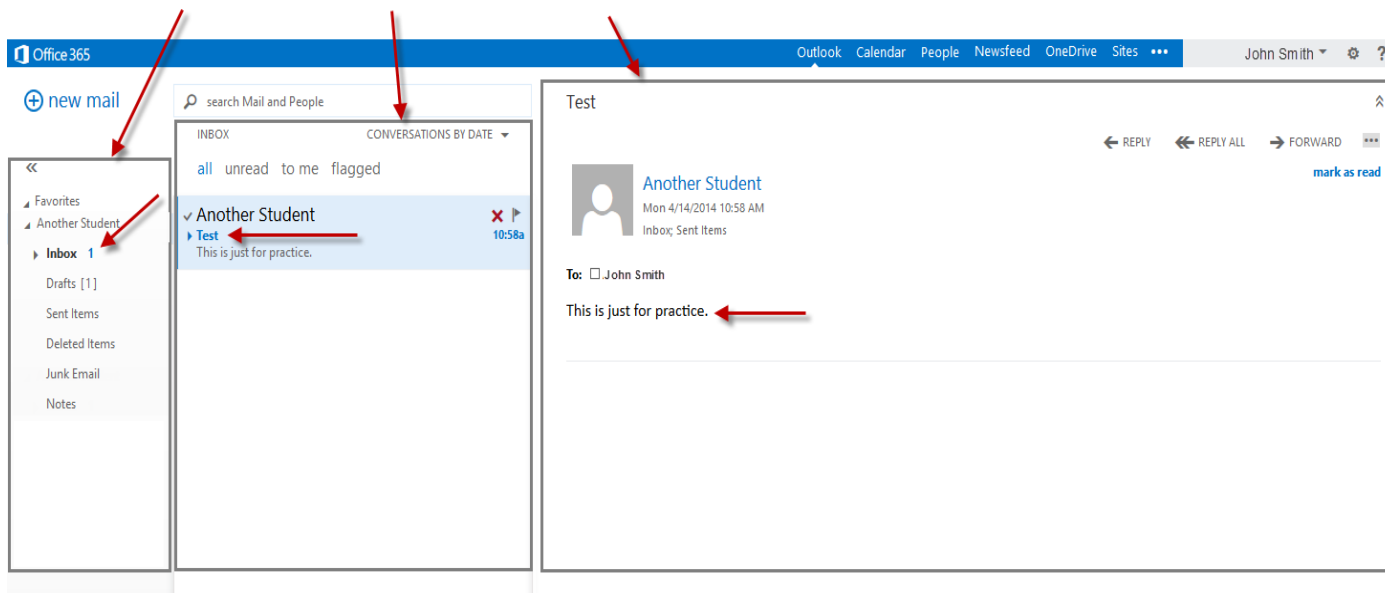 Office 365
Outlook Calendar People Newsfeed OneDrive Sites ••• John Smith ?
new mail
search Mail and People
Favorites
Another Student
Inbox 1
Drafts [1]
Sent Items
Deleted Items
Junk Email
Notes
INBOX CONVERSATIONS BY DATE
all unread to me flagged
Another Student
Test 10:58a
This is just for practice.
Test
REPLY REPLY ALL FORWARD •••
mark as read
Another Student
Mon 4/14/2014 10:58 AM
Inbox; Sent Items
To: John Smith
This is just for practice.